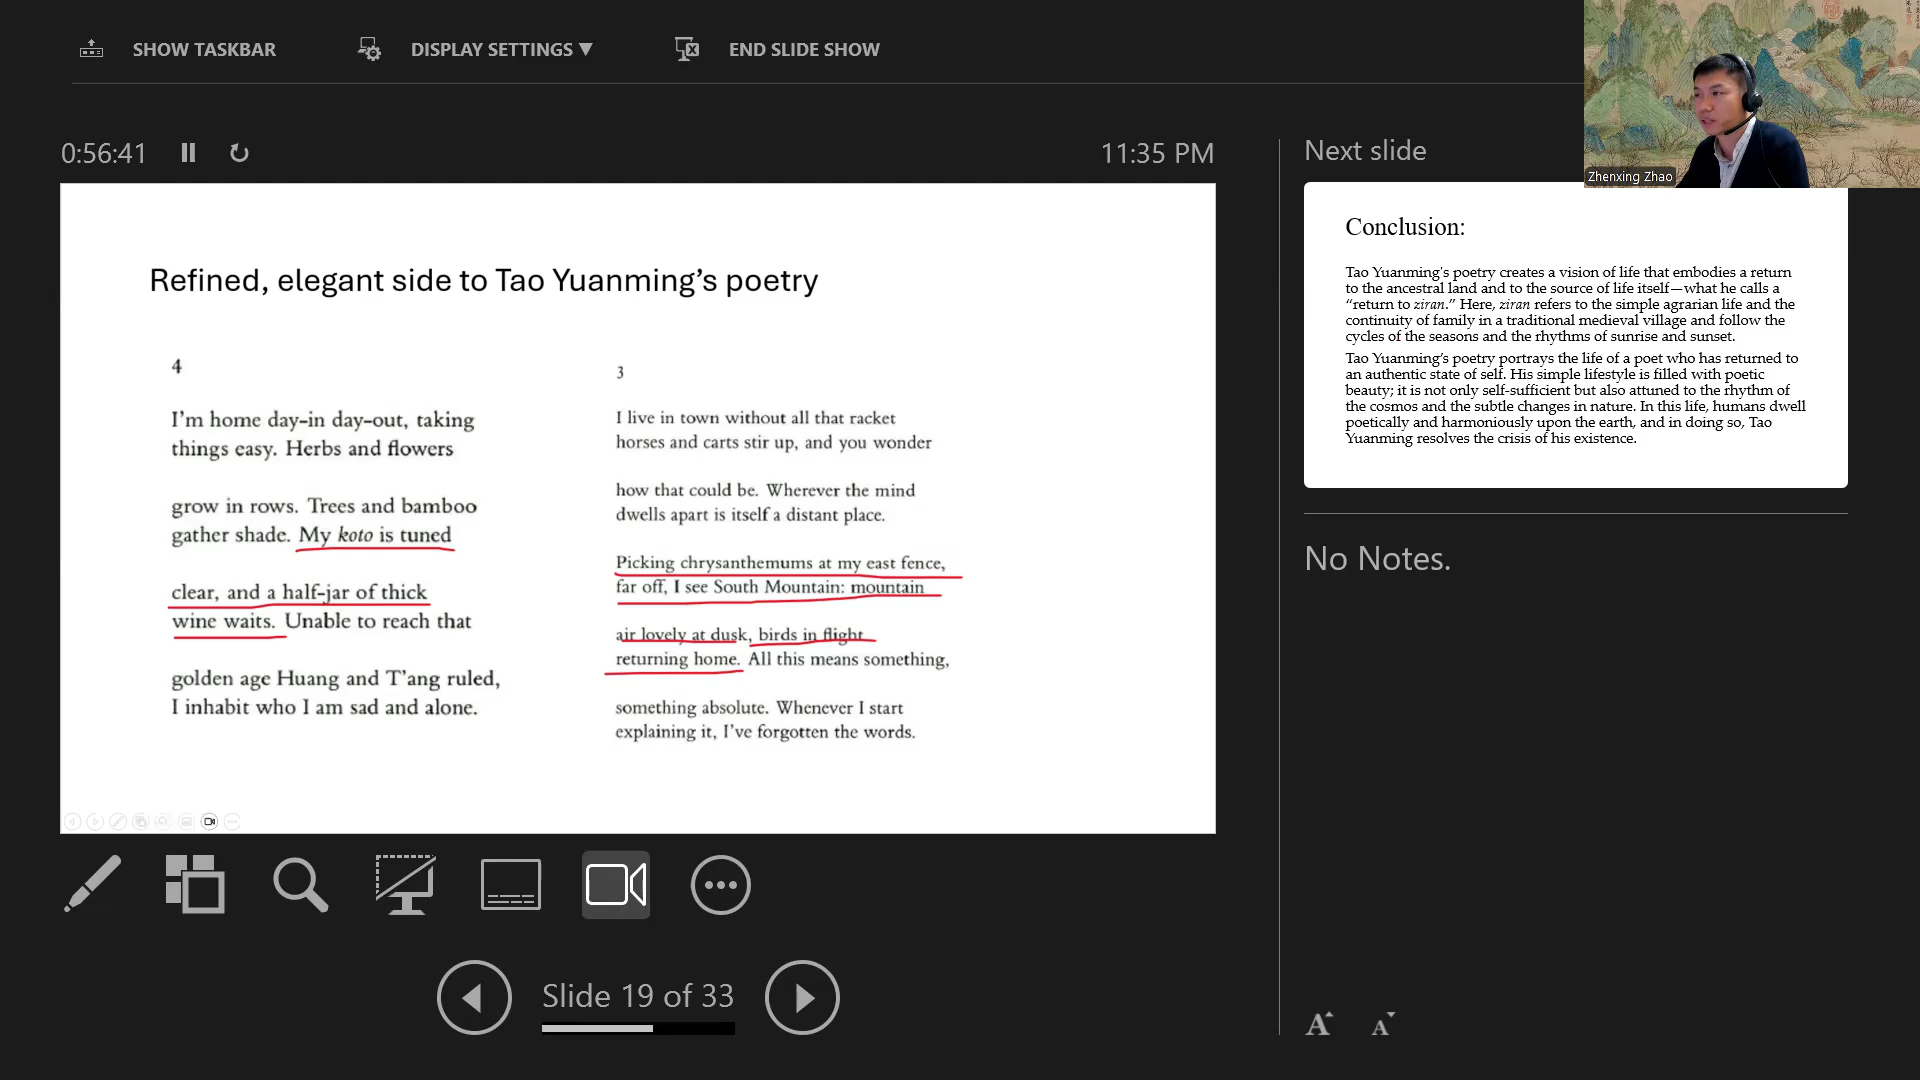 SHOW TASKBAR
DISPLAY SETTINGS ▼
END SLIDE SHOW
Zhenxing Zhao
0:56:41
11:35 PM
Refined, elegant side to Tao Yuanming’s poetry
4
I’m home day-in day-out, taking
things easy. Herbs and flowers
grow in rows. Trees and bamboo
gather shade. My koto is tuned
clear, and a half-jar of thick
wine waits. Unable to reach that
golden age Huang and T’ang ruled,
I inhabit who I am sad and alone.
3
I live in town without all that racket
horses and carts stir up, and you wonder
how that could be. Wherever the mind
dwells apart is itself a distant place.
Picking chrysanthemums at my east fence,
far off, I see South Mountain: mountain
air lovely at dusk, birds in flight
returning home. All this means something,
something absolute. Whenever I start
explaining it, I’ve forgotten the words.
Slide 19 of 33
Next slide
Conclusion:
Tao Yuanming’s poetry creates a vision of life that embodies a return
to the ancestral land and to the source of life itself—what he calls a
“return to ziran.” Here, ziran refers to the simple agrarian life and the
continuity of family in a traditional medieval village and follow the
cycles of the seasons and the rhythms of sunrise and sunset.
Tao Yuanming’s poetry portrays the life of a poet who has returned to
an authentic state of self. His simple lifestyle is filled with poetic
beauty; it is not only self-sufficient but also attuned to the rhythm of
the cosmos and the subtle changes in nature. In this life, humans dwell
poetically and harmoniously upon the earth, and in doing so, Tao
Yuanming resolves the crisis of his existence.
No Notes.
A A